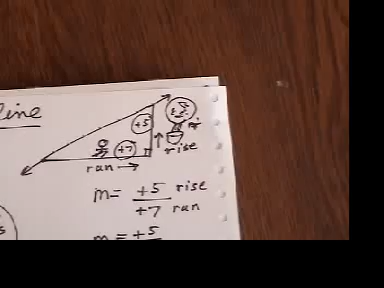 line
+5
+7
rise
run →
m= +5 rise
+7 run
m = +5